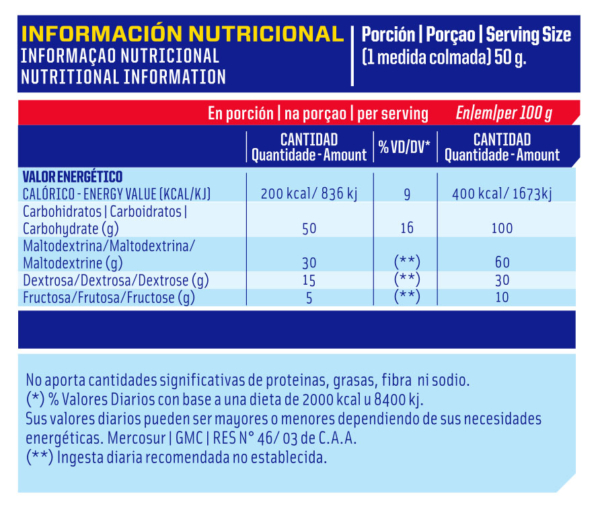 INFORMACIÓN NUTRICIONAL
INFORMAÇAO NUTRICIONAL
NUTRITIONAL INFORMATION
Porción | Porçao | Serving Size
(1 medida colmada) 50 g.
En porción | na porçao | per serving En/em/per 100 g
CANTIDAD
Quantidade - Amount
% VD/DV*
CANTIDAD
Quantidade - Amount
VALOR ENERGÉTICO
CALÓRICO - ENERGY VALUE (KCAL/KJ) 200 kcal/ 836 kj 9 400 kcal/ 1673kj
Carbohidratos | Carboidratos |
Carbohydrate (g) 50 16 100
Maltodextrina/Maltodextrina/
Maltodextrine (g) 30 (**) 60
Dextrosa/Dextrosa/Dextrose (g) 15 (**) 30
Fructosa/Frutosa/Fructose (g) 5 (**) 10
No aporta cantidades significativas de proteinas, grasas, fibra ni sodio.
(*) % Valores Diarios con base a una dieta de 2000 kcal u 8400 kj.
Sus valores diarios pueden ser mayores o menores dependiendo de sus necesidades
energéticas. Mercosur | GMC | RES N° 46/ 03 de C.A.A.
(**) Ingesta diaria recomendada no establecida.